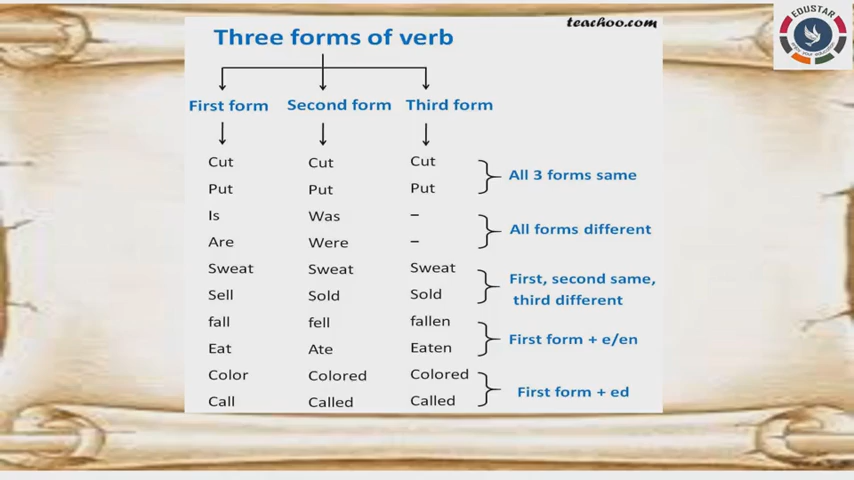 teachoo.com
EDUSTAR
Three forms of verb
First form Second form Third form
Cut Cut Cut
Put Put Put
All 3 forms same
Is Was –
Are Were –
All forms different
Sweat Sweat Sweat
Sell Sold Sold
First, second same,
third different
fall fell fallen
Eat Ate Eaten
First form + e/en
Color Colored Colored
Call Called Called
First form + ed